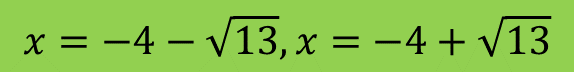 x = −4 − √13, x = −4 + √13